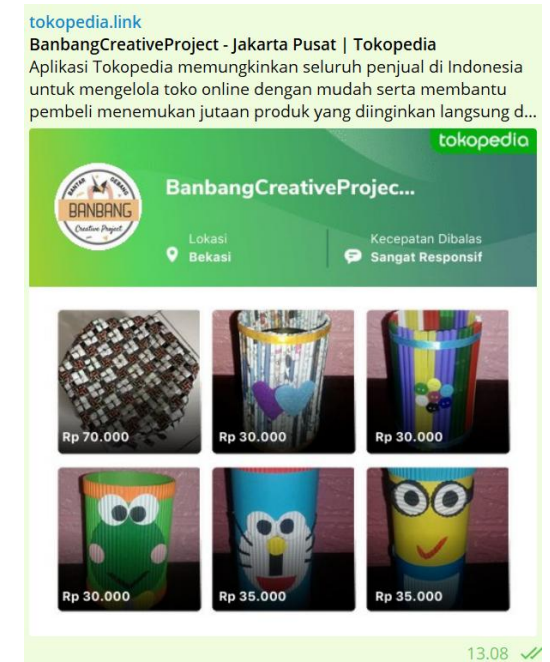 tokopedia.link
BanbangCreativeProject - Jakarta Pusat | Tokopedia
Aplikasi Tokopedia memungkinkan seluruh penjual di Indonesia
untuk mengelola toko online dengan mudah serta membantu
pembeli menemukan jutaan produk yang diinginkan langsung d...
tokopedia
BANTAR GEBANG
BANBANG
Creative Project
BanbangCreativeProjec...
Lokasi
Bekasi
Kecepatan Dibalas
Sangat Responsif
Rp 70.000
Rp 30.000
Rp 30.000
Rp 30.000
Rp 35.000
Rp 35.000
13.08